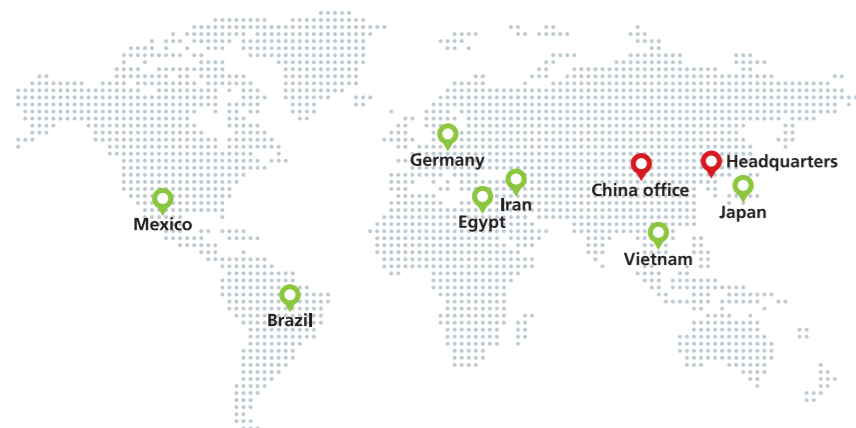 Germany
Headquarters
China office
Iran
Japan
Mexico
Egypt
Vietnam
Brazil